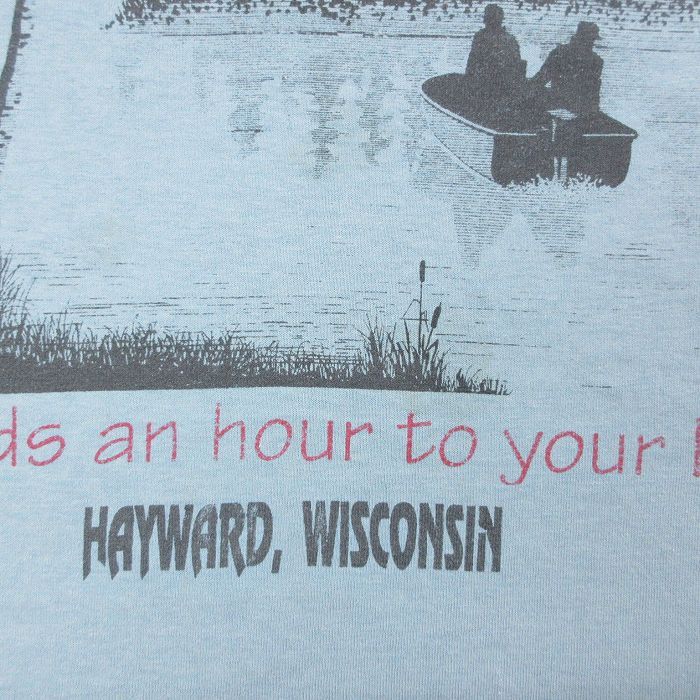 ds an hour to your l
HAYWARD, WISCONSIN